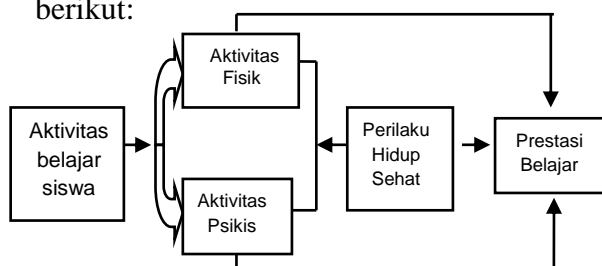 berikut:
Aktivitas
Fisik
Aktivitas
belajar
siswa
Perilaku
Hidup
Sehat
Prestasi
Belajar
Aktivitas
Psikis